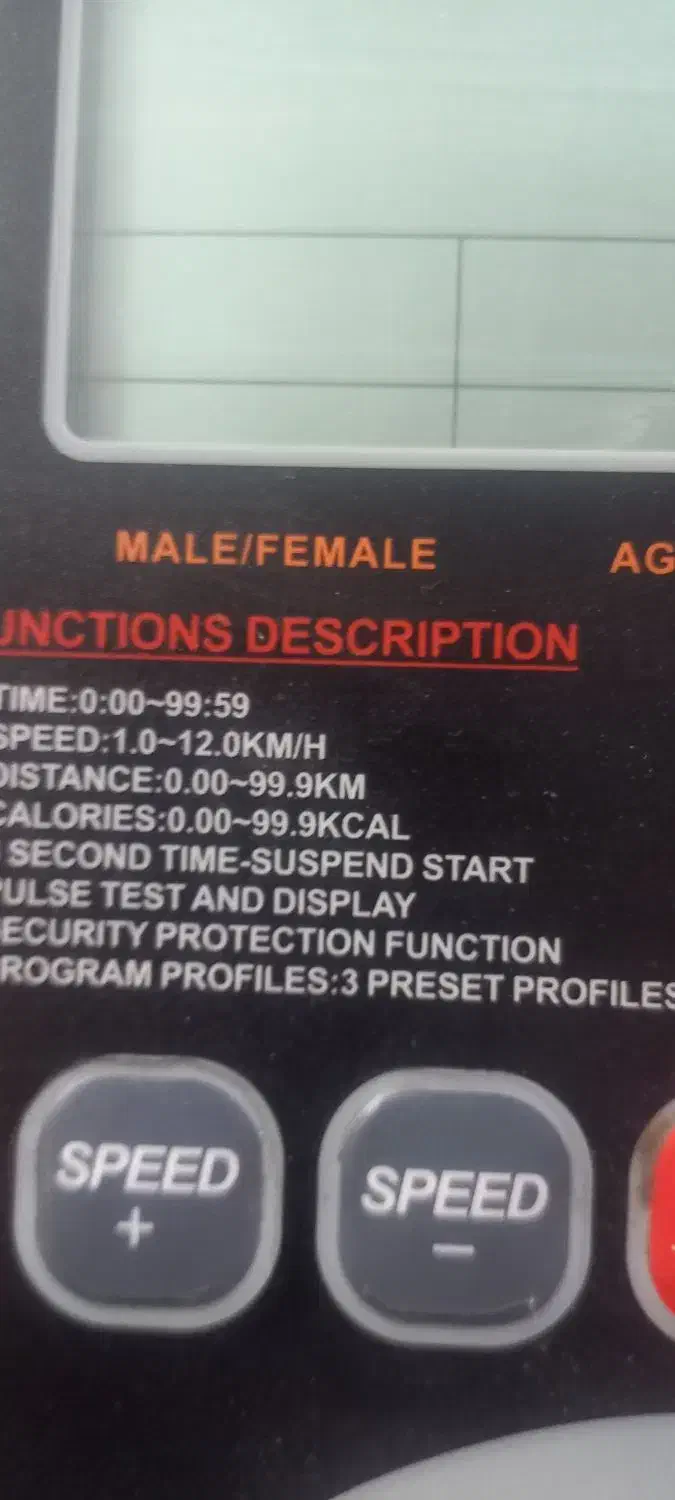 MALE/FEMALE AG
UNCTIONS DESCRIPTION
TIME:0:00~99:59
SPEED:1.0~12.0KM/H
DISTANCE:0.00~99.9KM
CALORIES:0.00~99.9KCAL
SECOND TIME-SUSPEND START
PULSE TEST AND DISPLAY
ECURITY PROTECTION FUNCTION
ROGRAM PROFILES:3 PRESET PROFILES
SPEED SPEED
+ −